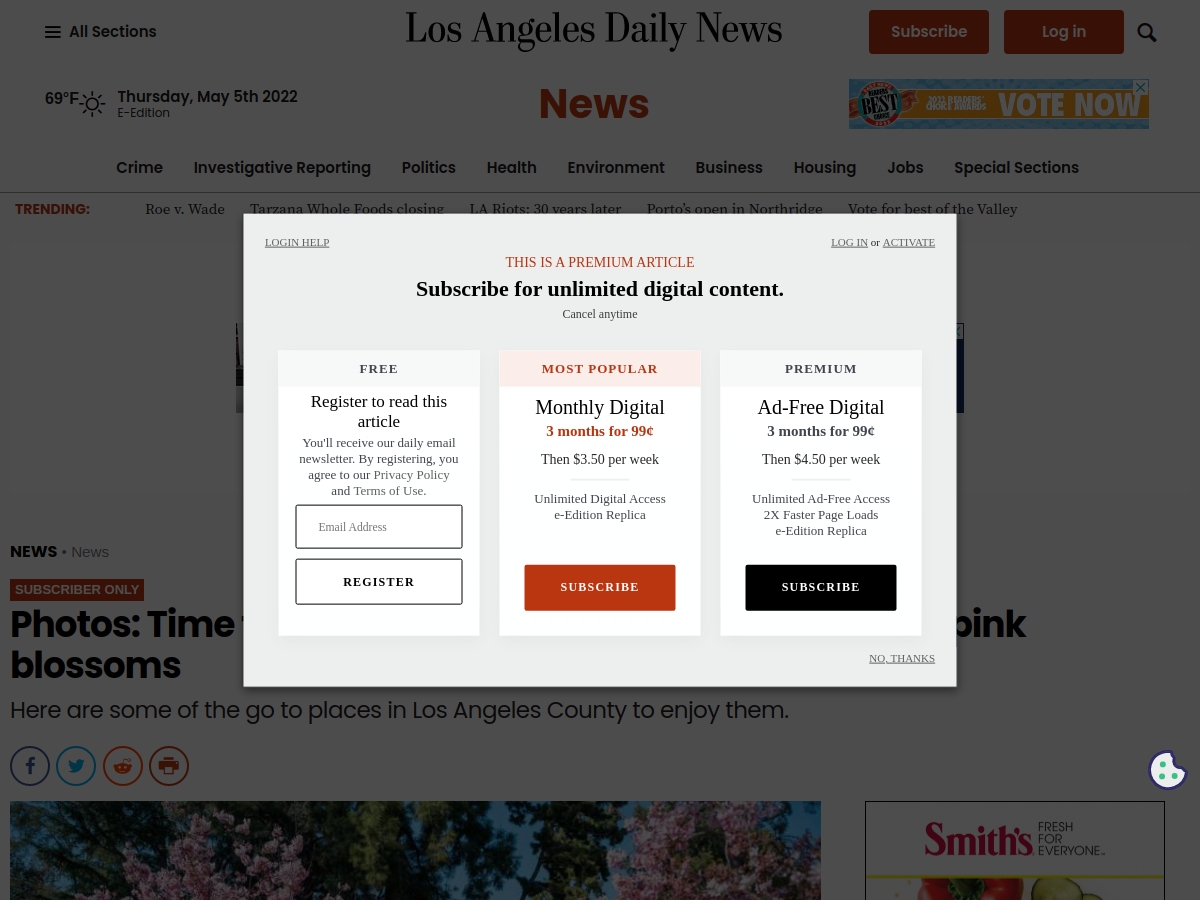 All Sections
Los Angeles Daily News
Subscribe
Log in
69°F
Thursday, May 5th 2022
E-Edition
News
BEST
2022 READERS'
CHOICE AWARDS
VOTE NOW
Crime
Investigative Reporting
Politics
Health
Environment
Business
Housing
Jobs
Special Sections
TRENDING:
Roe v. Wade
Tarzana Whole Foods closing
LA Riots: 30 years later
Porto's open in Northridge
Vote for best of the Valley
LOGIN HELP
LOG IN or ACTIVATE
THIS IS A PREMIUM ARTICLE
Subscribe for unlimited digital content.
Cancel anytime
FREE
Register to read this
article
You'll receive our daily email
newsletter. By registering, you
agree to our Privacy Policy
and Terms of Use.
Email Address
REGISTER
MOST POPULAR
Monthly Digital
3 months for 99¢
Then $3.50 per week
Unlimited Digital Access
e-Edition Replica
SUBSCRIBE
PREMIUM
Ad-Free Digital
3 months for 99¢
Then $4.50 per week
Unlimited Ad-Free Access
2X Faster Page Loads
e-Edition Replica
SUBSCRIBE
NO, THANKS
NEWS • News
SUBSCRIBER ONLY
Photos: Time pink
blossoms
Here are some of the go to places in Los Angeles County to enjoy them.
Smith's
FRESH
FOR
EVERYONE™